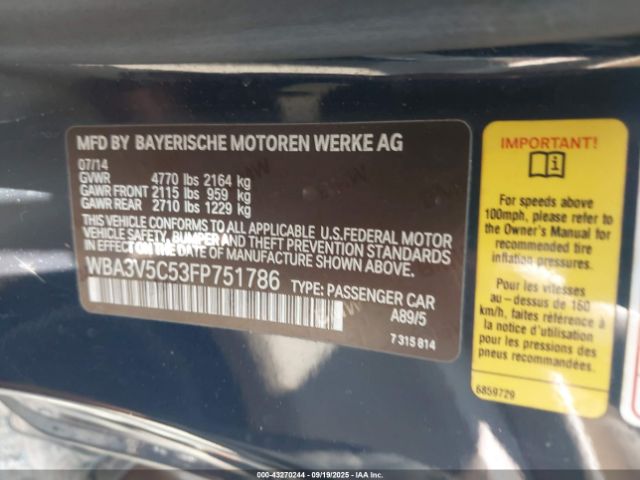 MFD BY BAYERISCHE MOTOREN WERKE AG
07/14
GVWR 4770 lbs 2164 kg
GAWR FRONT 2115 lbs 959 kg
GAWR REAR 2710 lbs 1229 kg
THIS VEHICLE CONFORMS TO ALL APPLICABLE U.S.FEDERAL MOTOR
VEHICLE SAFETY, BUMPER AND THEFT PREVENTION STANDARDS
IN EFFECT ON THE DATE OF MANUFACTURE SHOWN ABOVE.
WBA3V5C53FP751786 TYPE: PASSENGER CAR
A89/5
7 315 814
IMPORTANT!
For speeds above
100mph, please refer to
the Owner's Manual for
recommended tire
inflation pressures.
Pour les vitesses
au-dessus de 160
km/h, faites référence à
la notice d'utilisation
pour les pressions des
pneus recommandées.
6859729
©IAAI 43270244 - 09/19/2025 - IAAI.COM